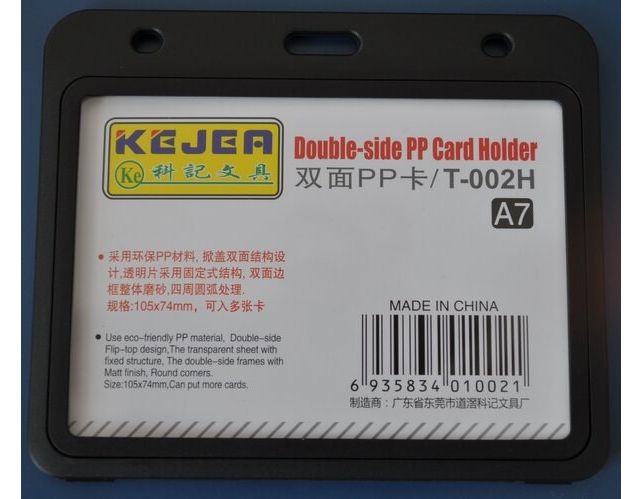 KEJEA
Ke 科記文具
Double-side PP Card Holder
双面PP卡/T-002H
A7
• 采用环保PP材料, 掀盖双面结构设
计,透明片采用固定式结构, 双面边
框整体磨砂,四周圆弧处理.
规格:105x74mm, 可入多张卡
• Use eco-friendly PP material, Double-side
Flip-top design,The transparent sheet with
fixed structure, The double-side frames with
Matt finish, Round corners.
Size:105x74mm,Can put more cards.
MADE IN CHINA
6 935834 010021
制造商：广东省东莞市道滘科记文具厂